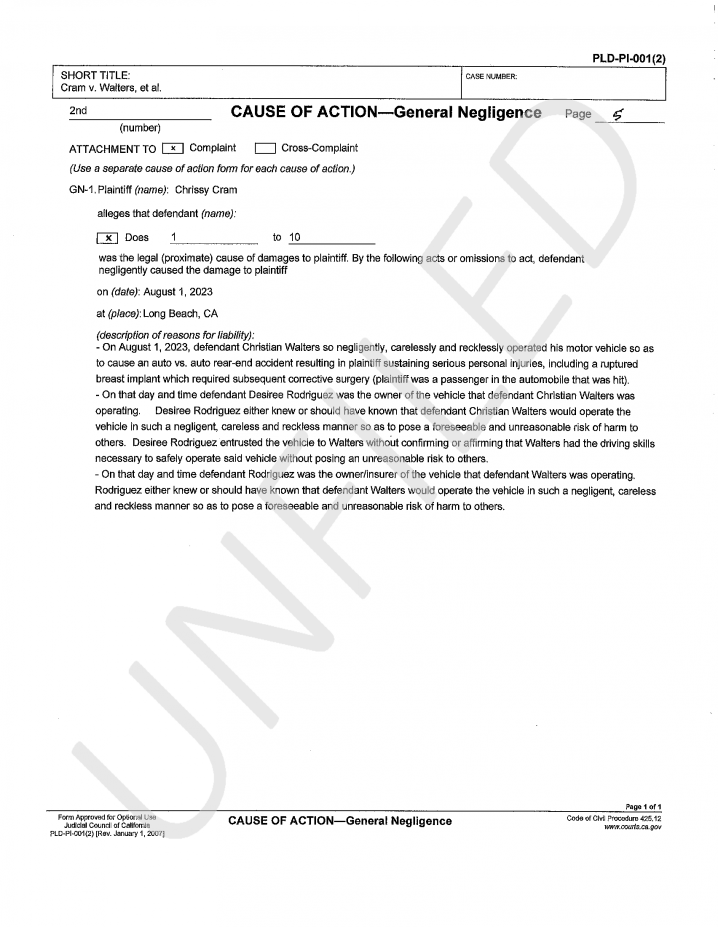 PLD-PI-001(2)
SHORT TITLE:
Cram v. Walters, et al.
CASE NUMBER:
2nd
(number)
CAUSE OF ACTION—General Negligence Page 5
ATTACHMENT TO x Complaint Cross-Complaint
(Use a separate cause of action form for each cause of action.)
GN-1. Plaintiff (name): Chrissy Cram
alleges that defendant (name):
x Does 1 to 10
was the legal (proximate) cause of damages to plaintiff. By the following acts or omissions to act, defendant
negligently caused the damage to plaintiff
on (date): August 1, 2023
at (place): Long Beach, CA
(description of reasons for liability):
- On August 1, 2023, defendant Christian Walters so negligently, carelessly and recklessly operated his motor vehicle so as
to cause an auto vs. auto rear-end accident resulting in plaintiff sustaining serious personal injuries, including a ruptured
breast implant which required subsequent corrective surgery (plaintiff was a passenger in the automobile that was hit).
- On that day and time defendant Desiree Rodriguez was the owner of the vehicle that defendant Christian Walters was
operating. Desiree Rodriguez either knew or should have known that defendant Christian Walters would operate the
vehicle in such a negligent, careless and reckless manner so as to pose a foreseeable and unreasonable risk of harm to
others. Desiree Rodriguez entrusted the vehicle to Walters without confirming or affirming that Walters had the driving skills
necessary to safely operate said vehicle without posing an unreasonable risk to others.
- On that day and time defendant Rodriguez was the owner/insurer of the vehicle that defendant Walters was operating.
Rodriguez either knew or should have known that defendant Walters would operate the vehicle in such a negligent, careless
and reckless manner so as to pose a foreseeable and unreasonable risk of harm to others.
UNFILED
Page 1 of 1
Form Approved for Optional Use
Judicial Council of California
PLD-PI-001(2) [Rev. January 1, 2007]
CAUSE OF ACTION—General Negligence
Code of Civil Procedure 425.12
www.courts.ca.gov